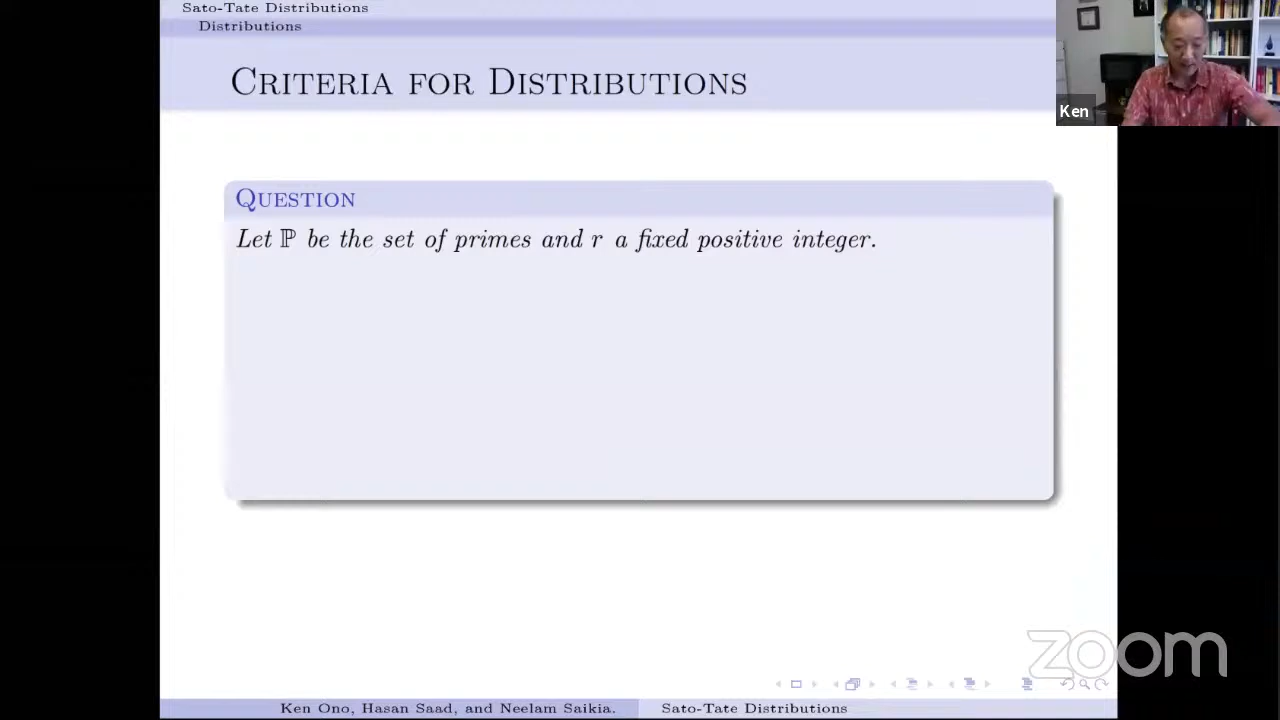 Sato-Tate Distributions
Distributions
Criteria for Distributions
Ken
Question
Let ℙ be the set of primes and r a fixed positive integer.
zoom
Ken Ono, Hasan Saad, and Neelam Saikia.
Sato-Tate Distributions